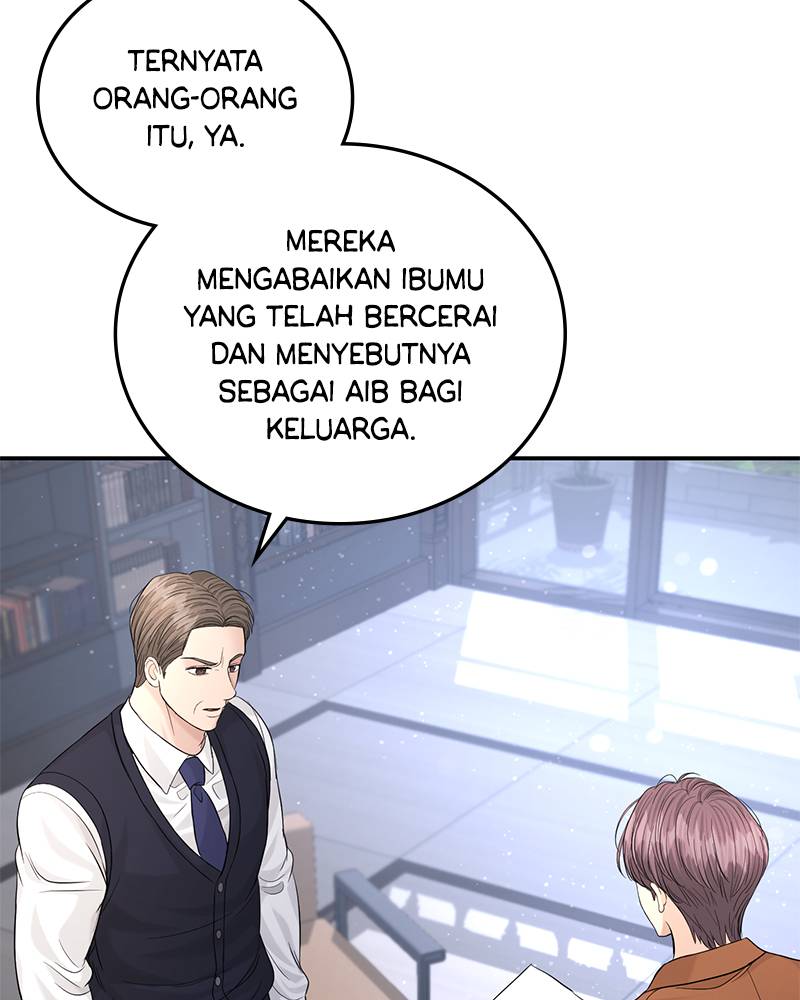 TERNYATA
ORANG-ORANG
ITU, YA.
MEREKA
MENGABAIKAN IBUMU
YANG TELAH BERCERAI
DAN MENYEBUTNYA
SEBAGAI AIB BAGI
KELUARGA.